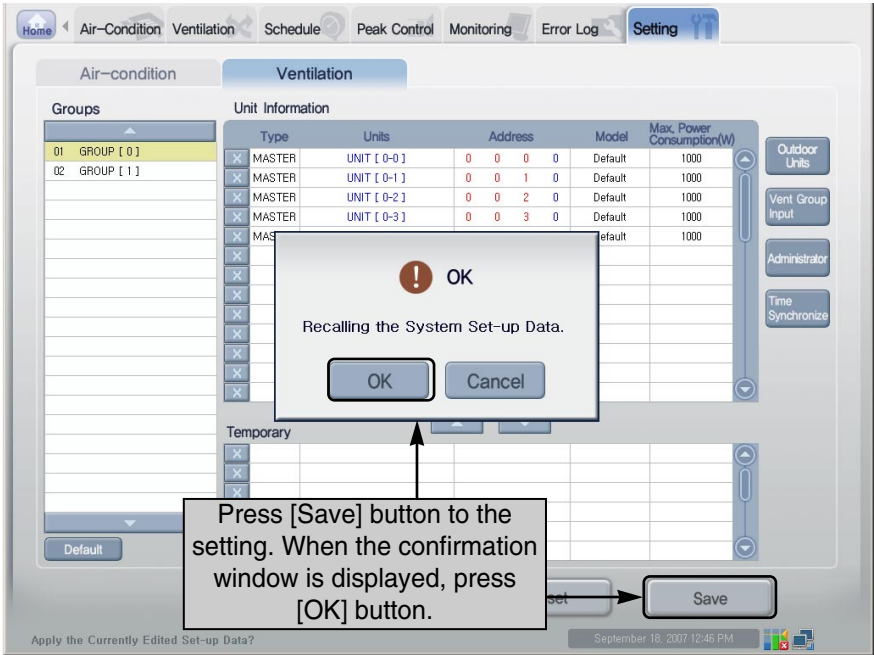 Home Air-Condition Ventilation Schedule Peak Control Monitoring Error Log Setting
Air-condition Ventilation
Groups
01 GROUP [ 0 ]
02 GROUP [ 1 ]
Default
Unit Information
Type Units Address Model Max. Power Consumption(W)
X MASTER UNIT [ 0-0 ] 0 0 0 0 Default 1000
X MASTER UNIT [ 0-1 ] 0 0 1 0 Default 1000
X MASTER UNIT [ 0-2 ] 0 0 2 0 Default 1000
X MASTER UNIT [ 0-3 ] 0 0 3 0 Default 1000
X MAS efault 1000
X
X
X
X
X
X
X
X
Outdoor
Units
Vent Group
Input
Administrator
Time
Synchronize
OK
Recalling the System Set-up Data.
OK Cancel
Temporary
X
X
X
Press [Save] button to the
setting. When the confirmation
window is displayed, press
[OK] button.
set Save
Apply the Currently Edited Set-up Data?
September 18, 2007 12:46 PM